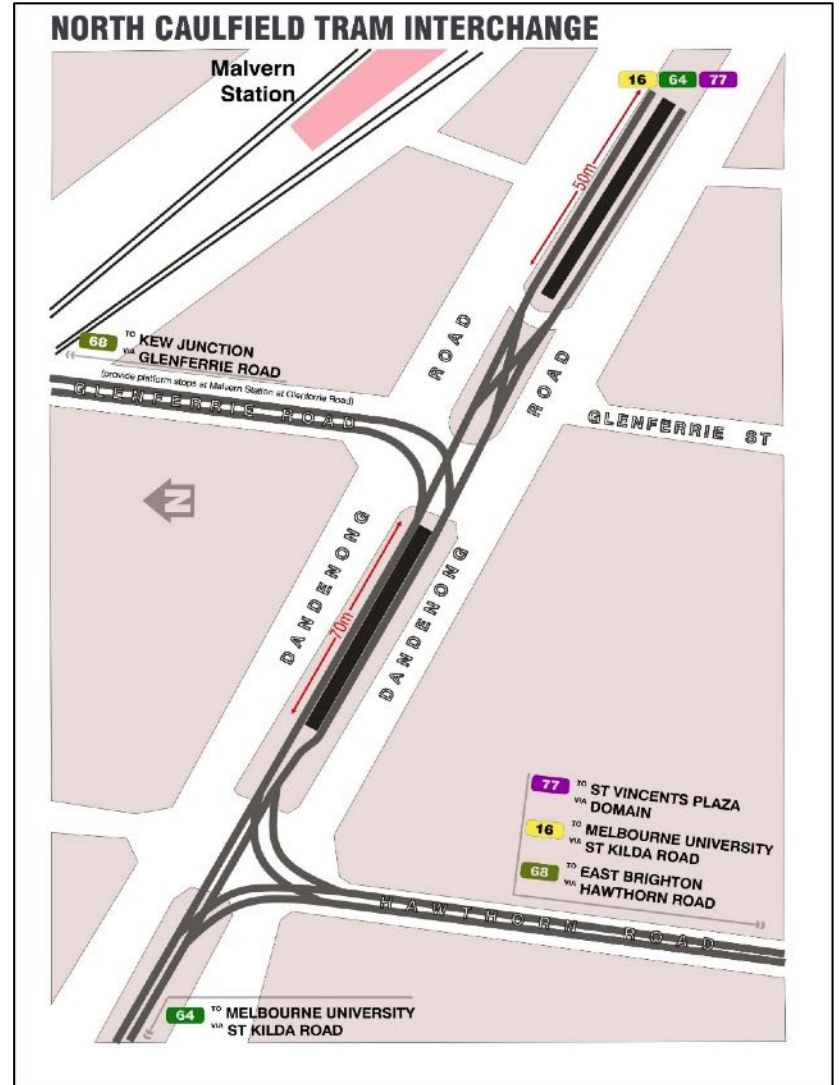 NORTH CAULFIELD TRAM INTERCHANGE
Malvern
Station
16 64 77
50m
68 TO KEW JUNCTION
VIA GLENFERRIE ROAD
(provide platform stops at Malvern Station at Glenferrie Road)
GLENFERRIE ROAD
ROAD
ROAD
GLENFERRIE ST
N
DANDENONG
DANDENONG
70m
77 TO ST VINCENTS PLAZA
VIA DOMAIN
16 TO MELBOURNE UNIVERSITY
VIA ST KILDA ROAD
68 TO EAST BRIGHTON
VIA HAWTHORN ROAD
HAWTHORN ROAD
64 TO MELBOURNE UNIVERSITY
VIA ST KILDA ROAD